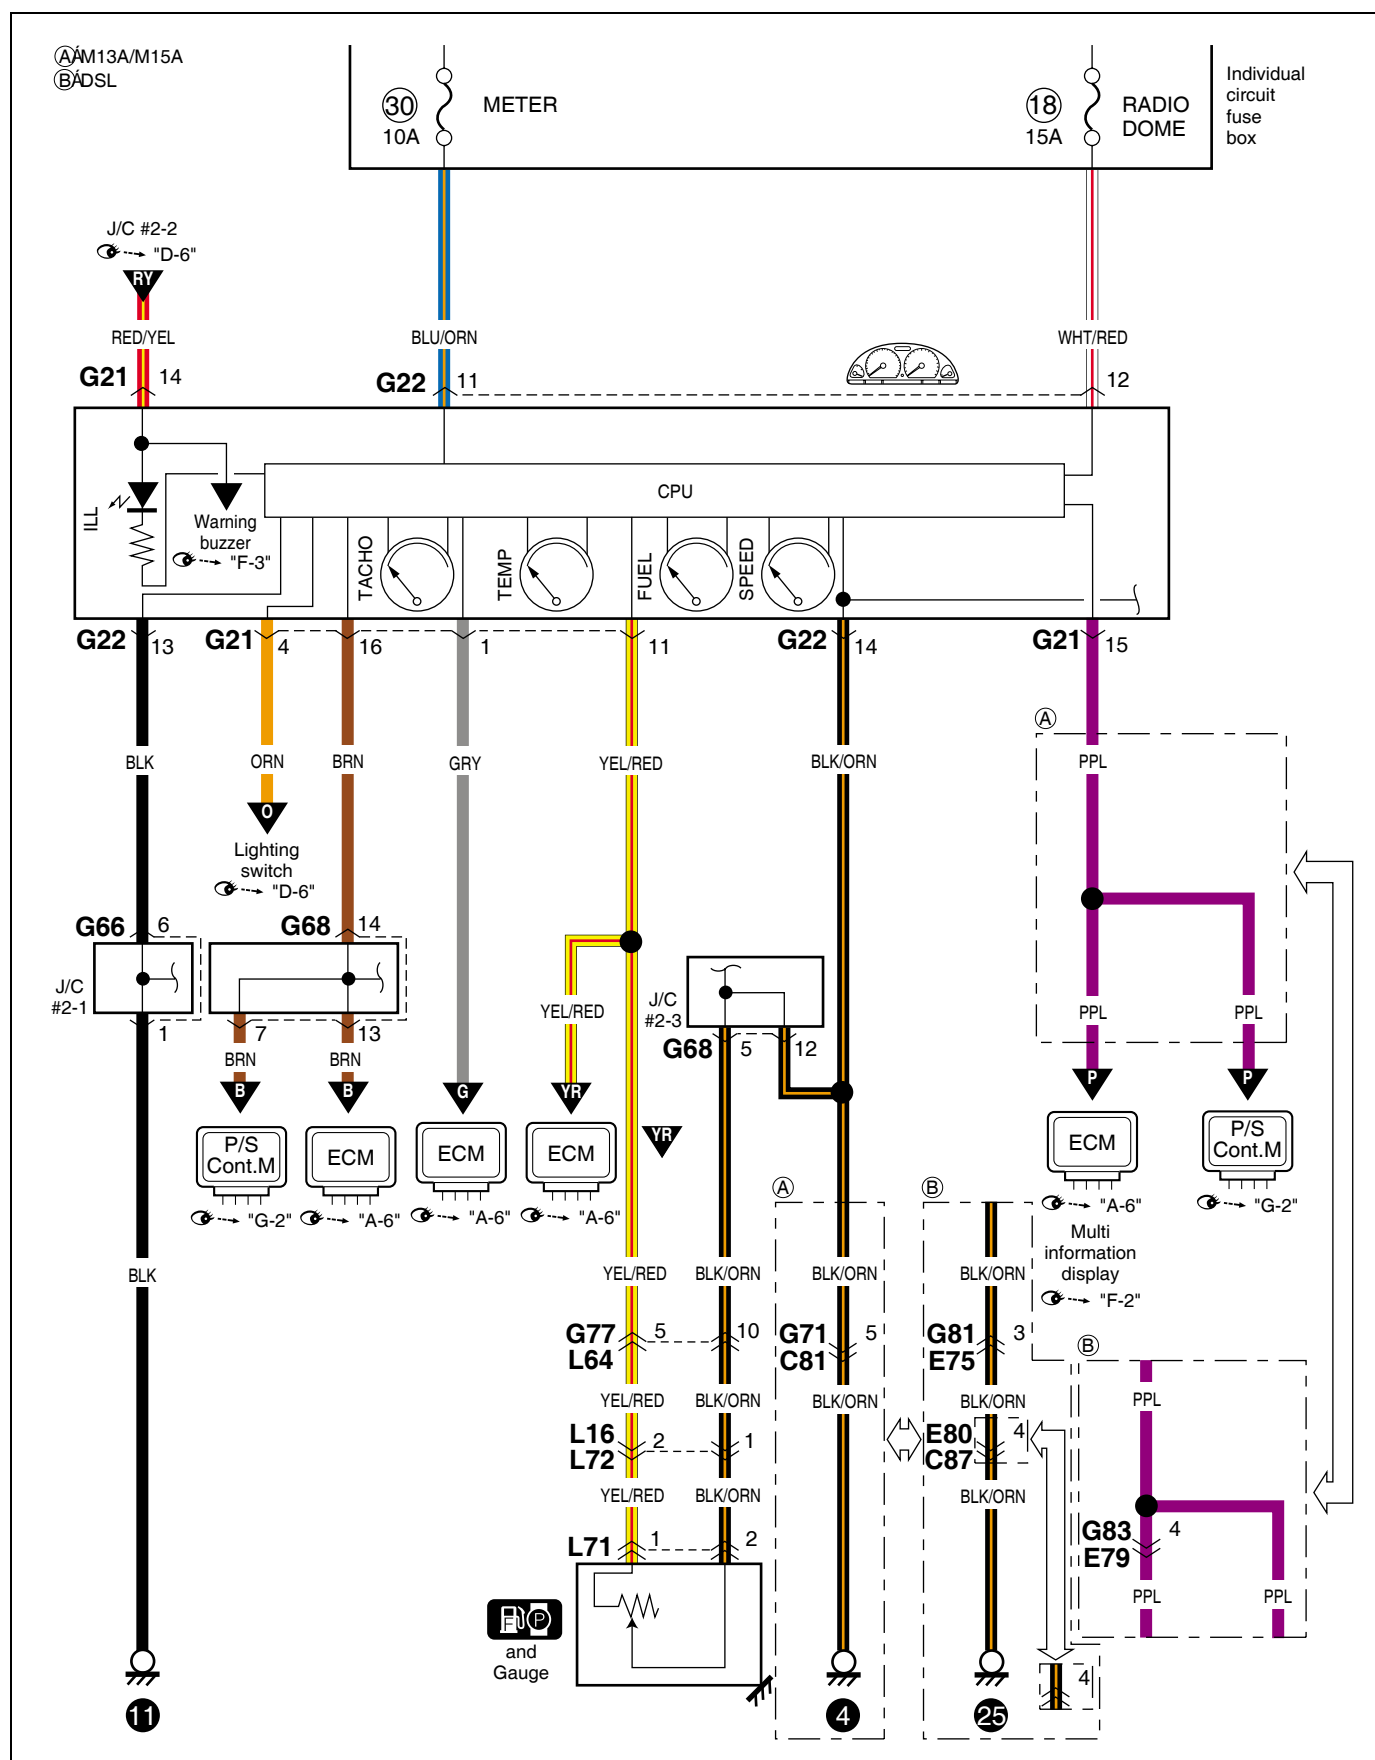 ⒶÁM13A/M15A
ⒷÁDSL
30
10A
METER
18
15A
RADIO
DOME
Individual
circuit
fuse
box
J/C #2-2
"D-6"
RY
RED/YEL
BLU/ORN
WHT/RED
G21 14
G22 11
12
CPU
ILL
Warning
buzzer
"F-3"
TACHO
TEMP
FUEL
SPEED
G22 13
G21 4
16
1
11
G22 14
G21 15
Ⓐ
BLK
ORN
BRN
GRY
YEL/RED
BLK/ORN
PPL
O
Lighting
switch
"D-6"
G66 6
G68 14
J/C
#2-1
1
7
13
YEL/RED
J/C
#2-3
G68 5
12
PPL
PPL
BRN
BRN
B
B
G
YR
YR
P
P
P/S
Cont.M
ECM
ECM
ECM
ECM
P/S
Cont.M
"G-2"
"A-6"
"A-6"
"A-6"
"A-6"
"G-2"
Ⓐ
Ⓑ
Multi
information
display
"F-2"
BLK
YEL/RED
BLK/ORN
BLK/ORN
BLK/ORN
G77
L64
5
10
G71
C81
5
G81
E75
3
Ⓑ
YEL/RED
BLK/ORN
BLK/ORN
BLK/ORN
PPL
L16
L72
2
1
E80
C87
4
YEL/RED
BLK/ORN
BLK/ORN
G83
E79
4
L71 1
2
PPL
PPL
F
P
and
Gauge
4
11
4
25